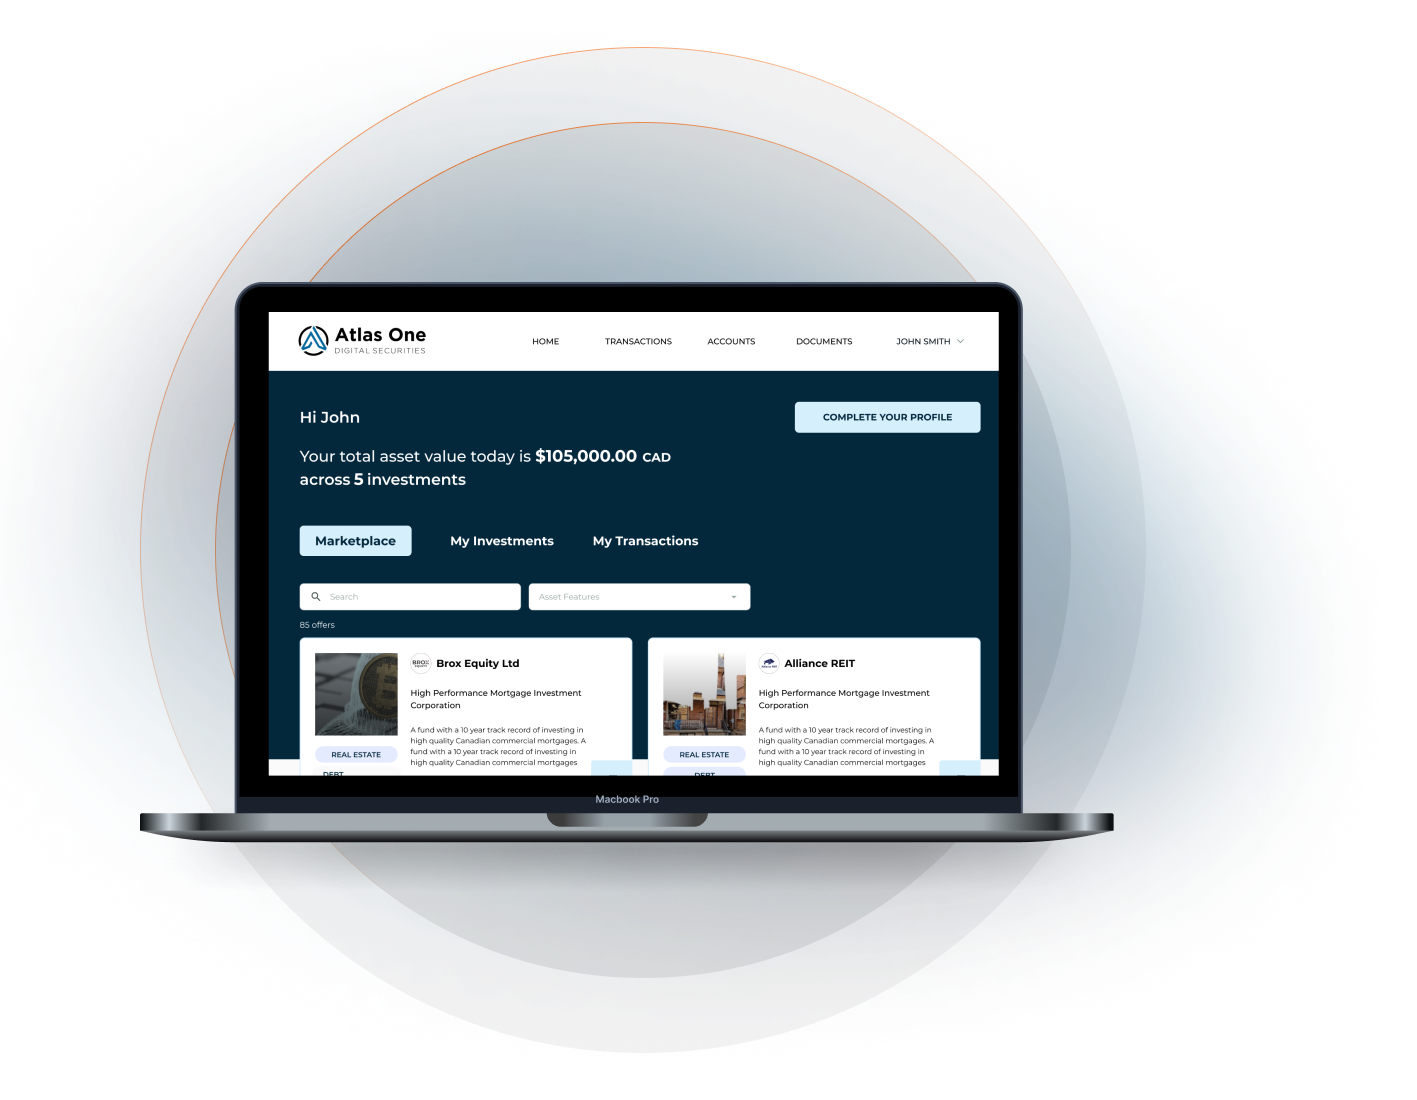 Atlas One
DIGITAL SECURITIES
HOME
TRANSACTIONS
ACCOUNTS
DOCUMENTS
JOHN SMITH
Hi John
COMPLETE YOUR PROFILE
Your total asset value today is $105,000.00 CAD
across 5 investments
Marketplace
My Investments
My Transactions
Search
Asset Features
85 offers
BROX
Brox Equity Ltd
High Performance Mortgage Investment
Corporation
A fund with a 10 year track record of investing in
high quality Canadian commercial mortgages. A
fund with a 10 year track record of investing in
high quality Canadian commercial mortgages
REAL ESTATE
DEBT
Alliance REIT
High Performance Mortgage Investment
Corporation
A fund with a 10 year track record of investing in
high quality Canadian commercial mortgages. A
fund with a 10 year track record of investing in
high quality Canadian commercial mortgages
REAL ESTATE
DEBT
Macbook Pro